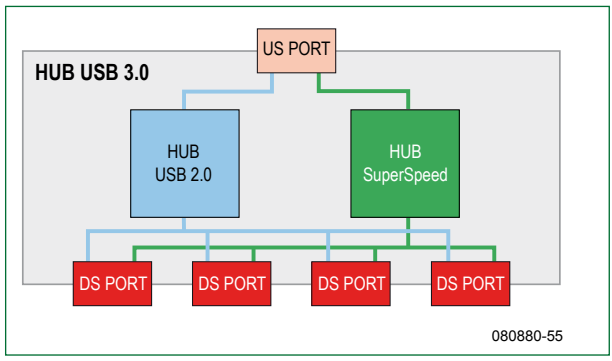 US PORT
HUB USB 3.0
HUB
USB 2.0
HUB
SuperSpeed
DS PORT
DS PORT
DS PORT
DS PORT
080880-55